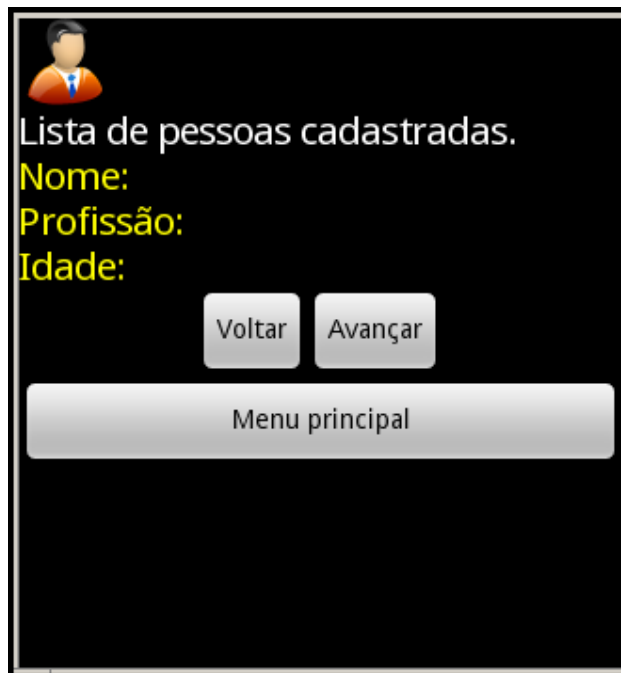 Lista de pessoas cadastradas.
Nome:
Profissão:
Idade:
Voltar Avançar
Menu principal